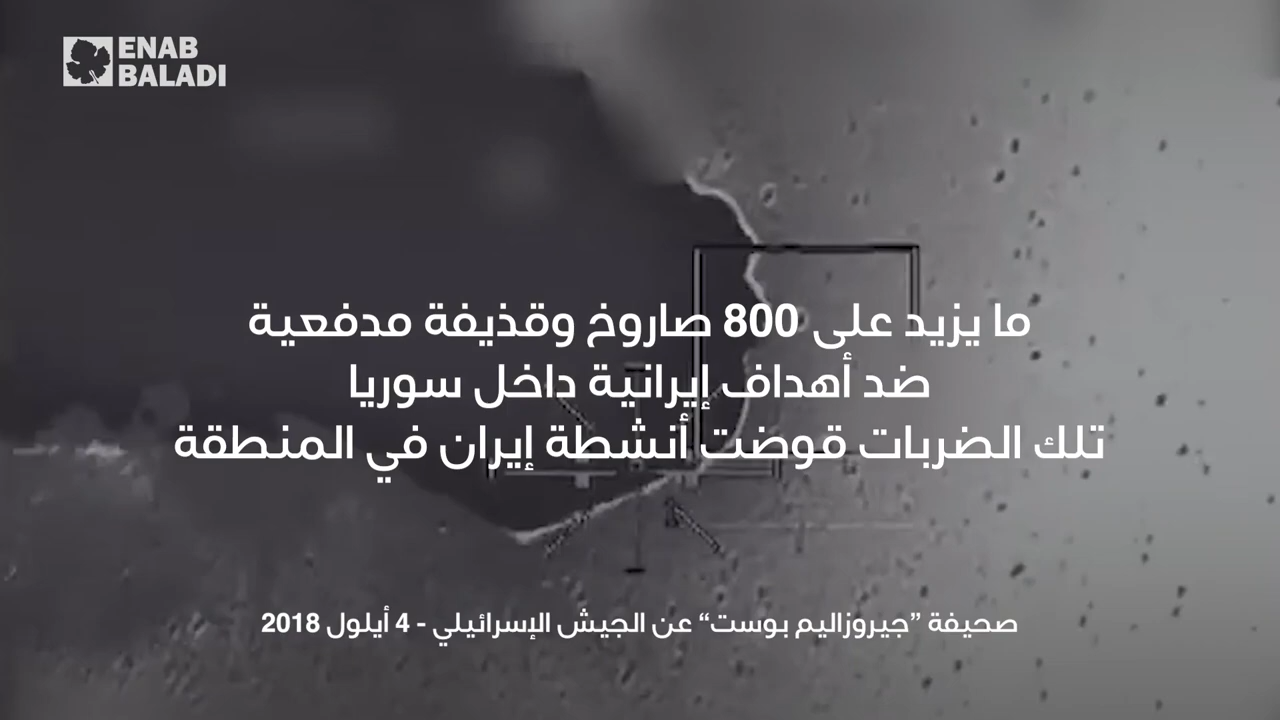 ENAB
BALADI
ما يزيد على 800 صاروخ وقذيفة مدفعية
ضد أهداف إيرانية داخل سوريا
تلك الضربات قوضت أنشطة إيران في المنطقة
صحيفة ”جيروزاليم بوست“ عن الجيش الإسرائيلي - 4 أيلول 2018